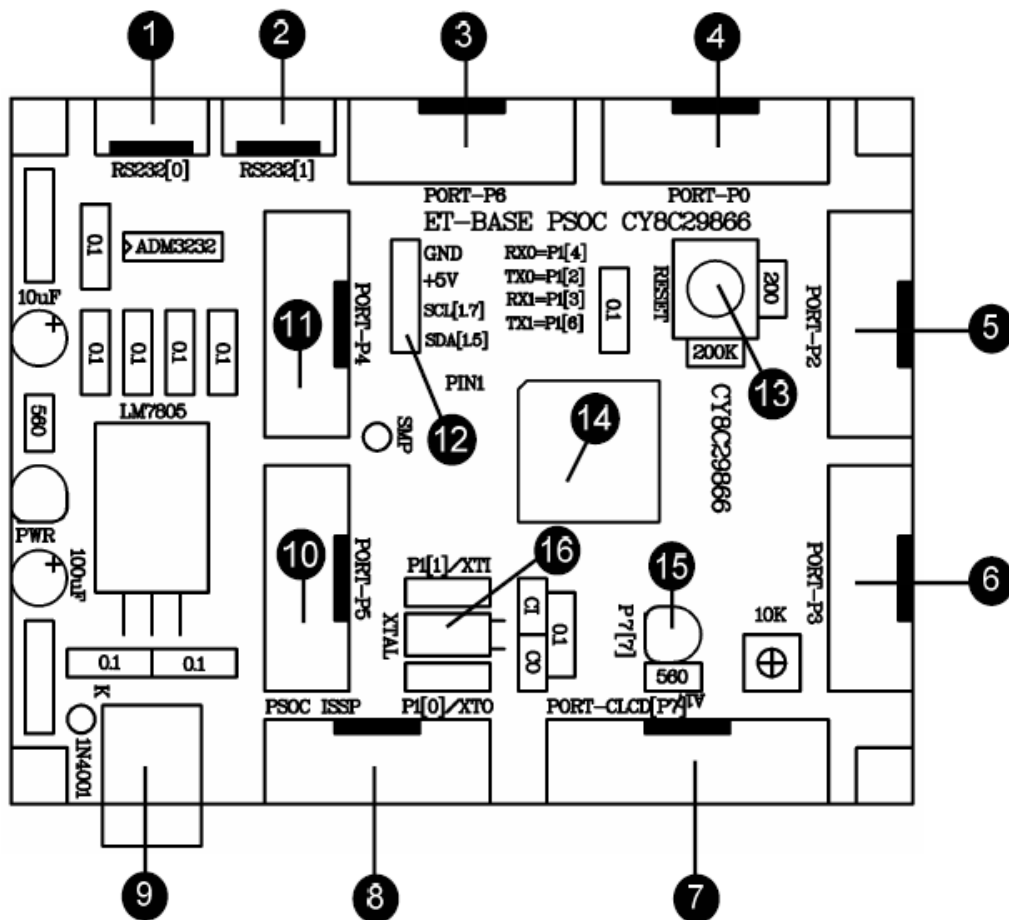 1
2
3
4
RS232[0]
RS232[1]
PORT-P6
PORT-P0
ET-BASE PSOC CY8C29866
0.1
ADM3232
GND
+5V
SCL[1.7]
SDA[1.5]
PIN1
RX0=P1[4]
TX0=P1[2]
RX1=P1[3]
TX1=P1[6]
0.1
RESET
200
200K
13
PORT-P2
5
10uF
+
0.1
0.1
0.1
0.1
11
PORT-P4
12
SMP
14
CY8C29866
560
LM7805
PWR
+
100uF
10
PORT-P5
P1[1]/XTI
16
XTAL
CI
CO
0.1
P1[0]/XTO
15
P7[7]
560
A1
10K
PORT-P3
6
0.1
0.1
K
1N4001
PSOC ISSP
PORT-CLCD[P7]
9
8
7